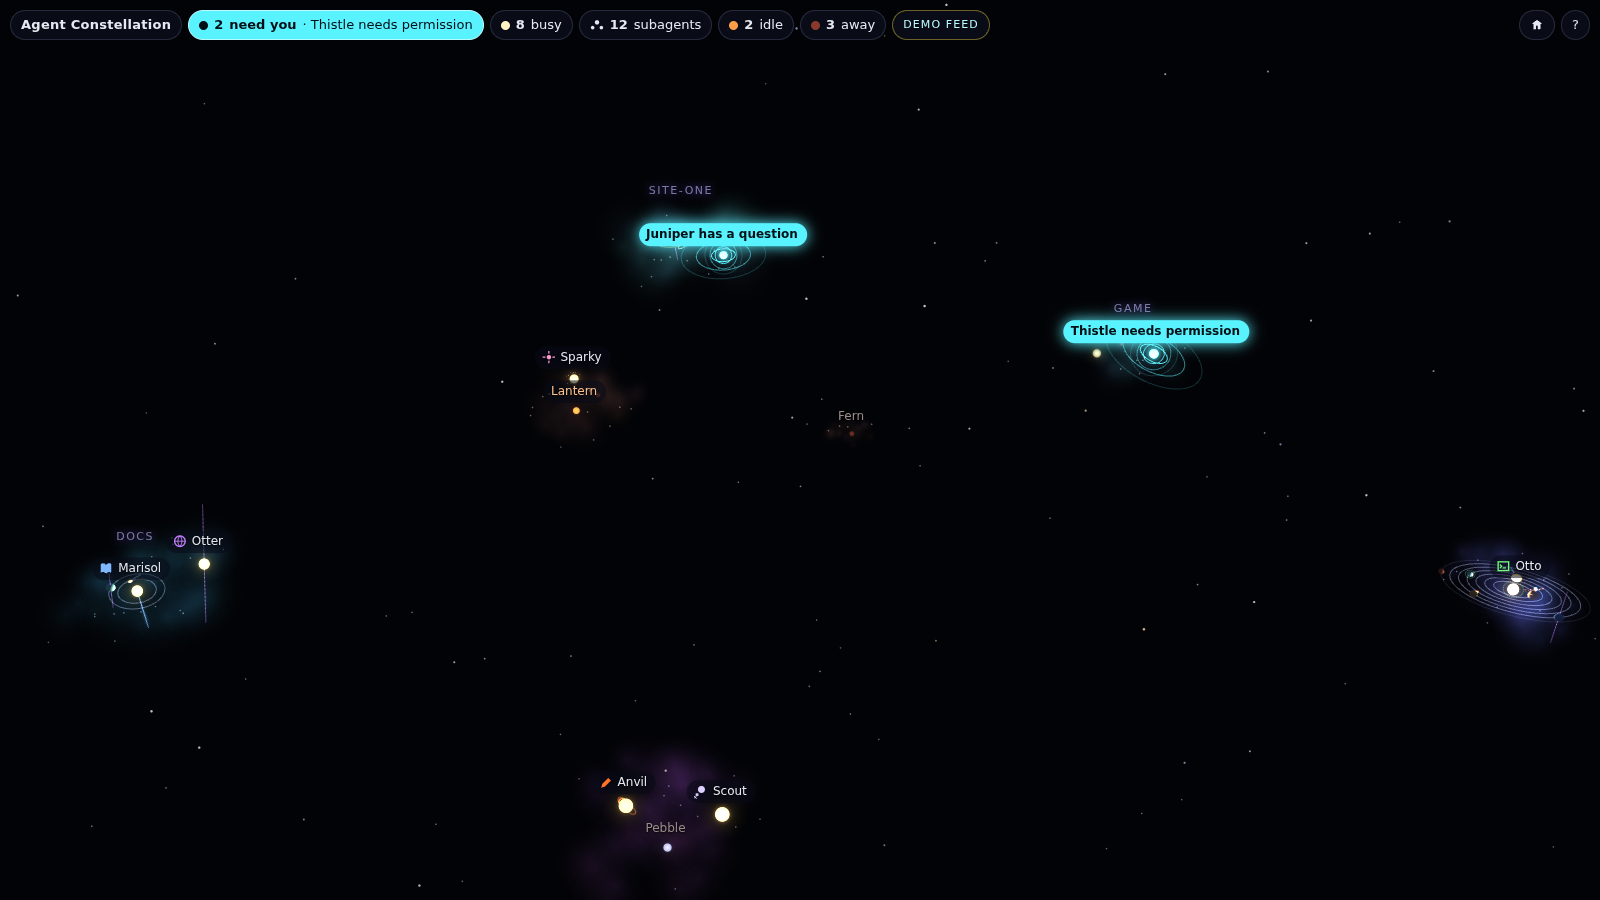 Agent Constellation
2 need you · Thistle needs permission
8 busy
12 subagents
2 idle
3 away
DEMO FEED
?
SITE-ONE
Juniper has a question
GAME
Thistle needs permission
Sparky
Lantern
Fern
DOCS
Otter
Marisol
Otto
Anvil
Scout
Pebble